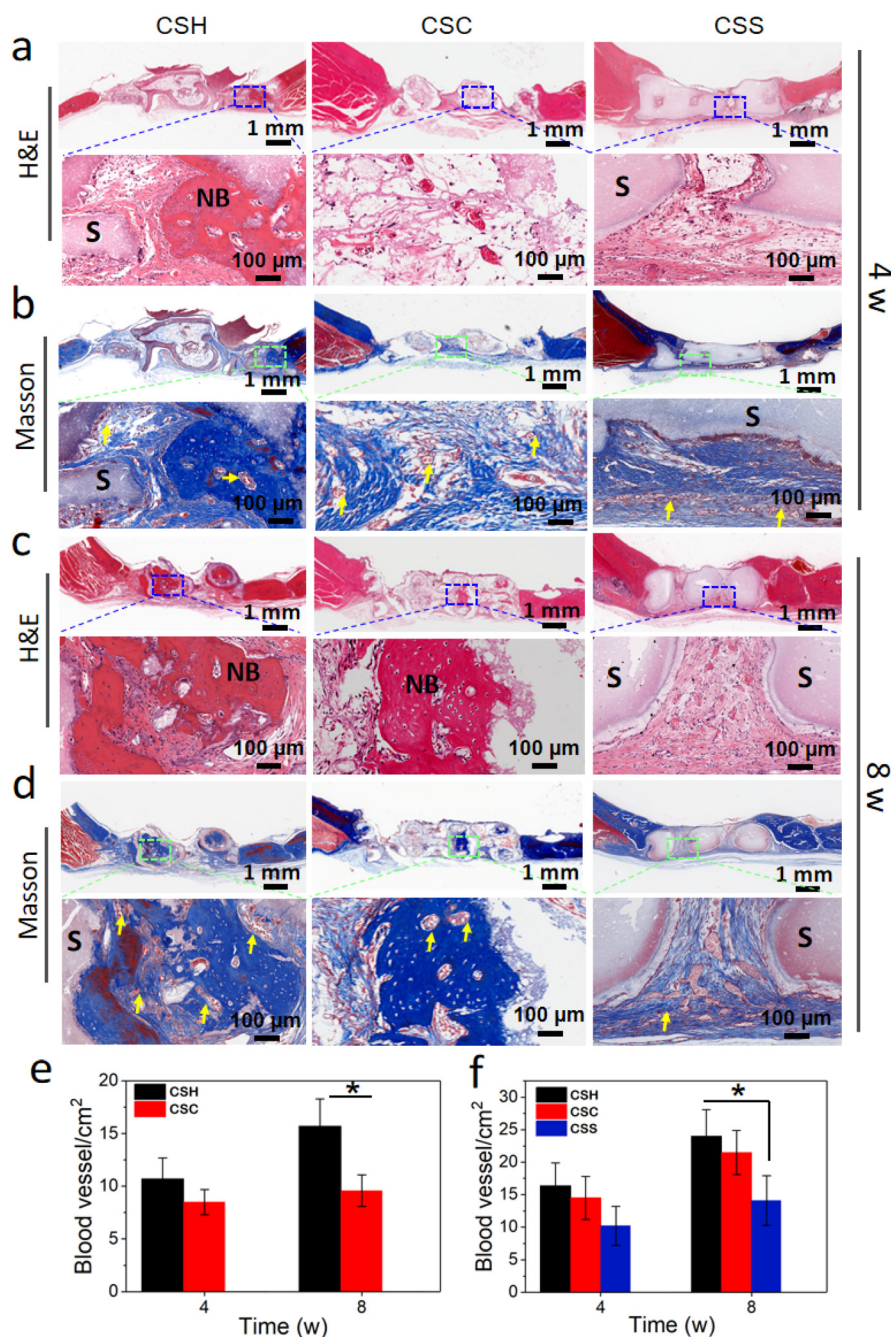 CSH CSC CSS
a
H&E
1 mm 1 mm 1 mm
NB
S
S
100 µm 100 µm 100 µm
4 w
b
Masson
1 mm 1 mm 1 mm
S
S
100 µm 100 µm 100 µm
c
H&E
1 mm 1 mm 1 mm
NB
NB
S S
100 µm 100 µm 100 µm
8 w
d
Masson
1 mm 1 mm 1 mm
S
S
100 µm 100 µm 100 µm
e
Blood vessel/cm²
20
15
10
5
0
CSH
CSC
*
4 8
Time (w)
f
Blood vessel/cm²
30
25
20
15
10
5
0
CSH
CSC
CSS
*
4 8
Time (w)